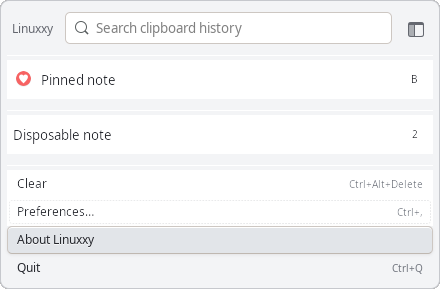 Linuxxy Search clipboard history
Pinned note B
Disposable note 2
Clear Ctrl+Alt+Delete
Preferences... Ctrl+,
About Linuxxy
Quit Ctrl+Q